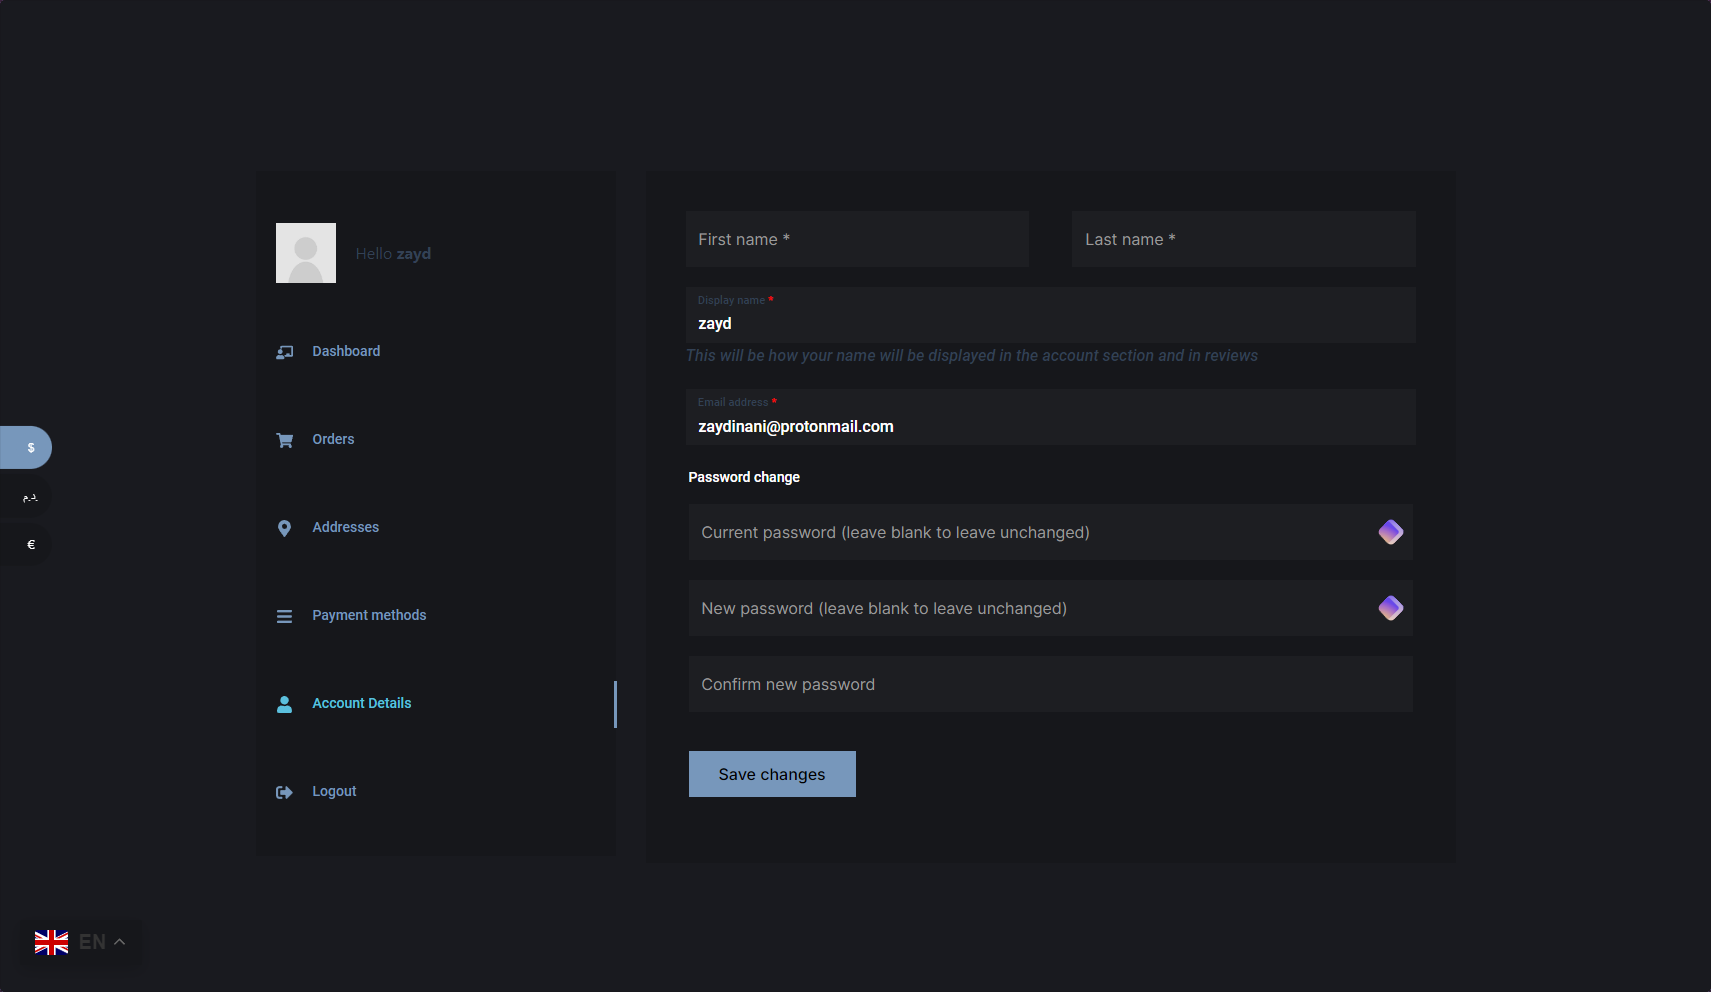 Hello zayd
Dashboard
Orders
Addresses
Payment methods
Account Details
Logout
First name *
Last name *
Display name *
zayd
This will be how your name will be displayed in the account section and in reviews
Email address *
zaydinani@protonmail.com
Password change
Current password (leave blank to leave unchanged)
New password (leave blank to leave unchanged)
Confirm new password
Save changes
$
د.م.
€
EN